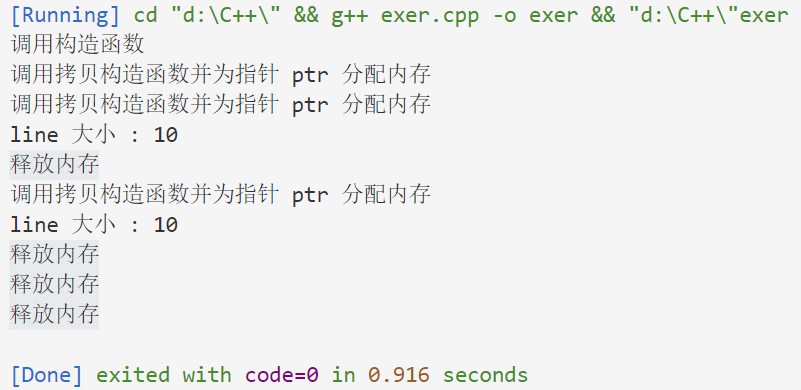 [Running] cd "d:\C++\" && g++ exer.cpp -o exer && "d:\C++\"exer
调用构造函数
调用拷贝构造函数并为指针 ptr 分配内存
调用拷贝构造函数并为指针 ptr 分配内存
line 大小 : 10
释放内存
调用拷贝构造函数并为指针 ptr 分配内存
line 大小 : 10
释放内存
释放内存
释放内存
[Done] exited with code=0 in 0.916 seconds